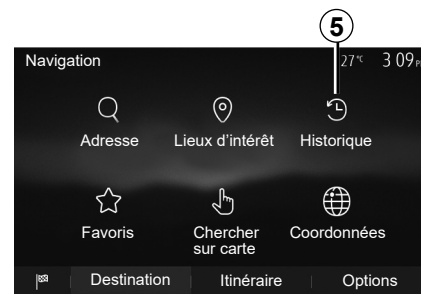 5
Navigation 27 °C 3 09
Adresse Lieux d'intérêt Historique
Favoris Chercher sur carte Coordonnées
Destination Itinéraire Options